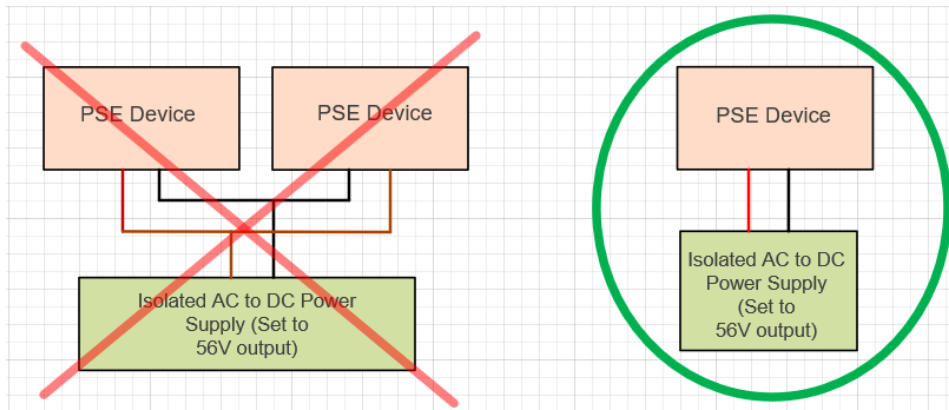 PSE Device
PSE Device
Isolated AC to DC Power
Supply (Set to
56V output)
PSE Device
Isolated AC to DC
Power Supply
(Set to
56V output)